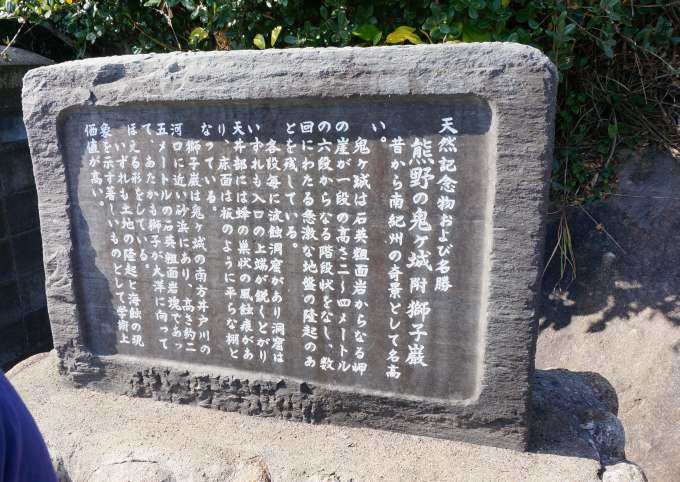 天然記念物および名勝
熊野の鬼ヶ城 附 獅子巖
昔から南紀州の奇景として名高
い。
鬼ヶ城は石英粗面岩からなる岬
の崖が一段の高さ二〜四メートル
の六段からなる階段状をなし、数
回にわたる急激な地盤の隆起のあ
とを残している。
各段毎に波蝕洞窟があり洞窟は
いずれも入口の上端が鋭くとがり
天井部には蜂の巣状の風蝕痕があ
り、床面は板のように平らな棚と
なっている。
獅子巖は鬼ヶ城の南方井戸川の
河口に近い砂浜にあり、高さ約二
五メートルの石英粗面岩塊であっ
て、あたかも獅子が大洋に向って
ほえる形をしている。
いずれも土地の隆起と海蝕の現
象を示す著しいものとして学術上
価値が高い。